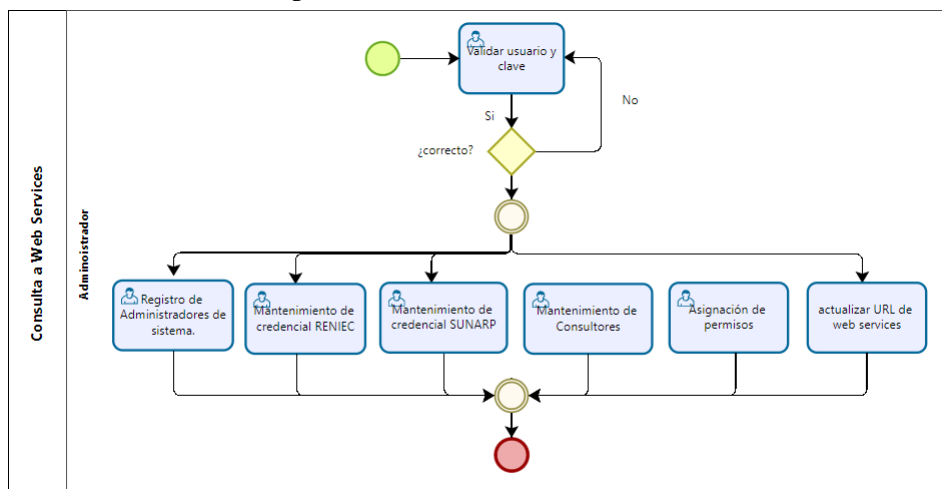 Consulta a Web Services
Adminoistrador
Validar usuario y
clave
Si
No
¿correcto?
Registro de
Administradores de
sistema.
Mantenimiento de
credencial RENIEC
Mantenimiento de
credencial SUNARP
Mantenimiento de
Consultores
Asignación de
permisos
actualizar URL de
web services